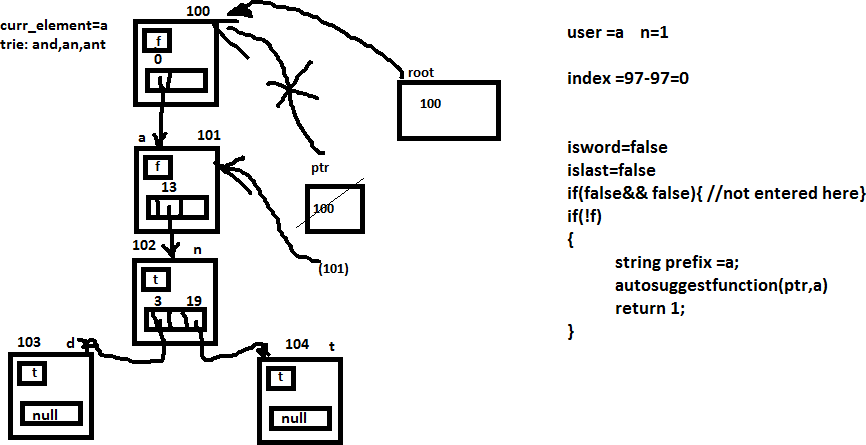 curr_element=a
trie: and,an,ant
100
f
0
root
100
a
101
f
13
ptr
100
(101)
102
n
t
3 19
103
d
t
null
104
t
t
null
user =a n=1
index =97-97=0
isword=false
islast=false
if(false&& false){ //not entered here}
if(!f)
{
string prefix =a;
autosuggestfunction(ptr,a)
return 1;
}